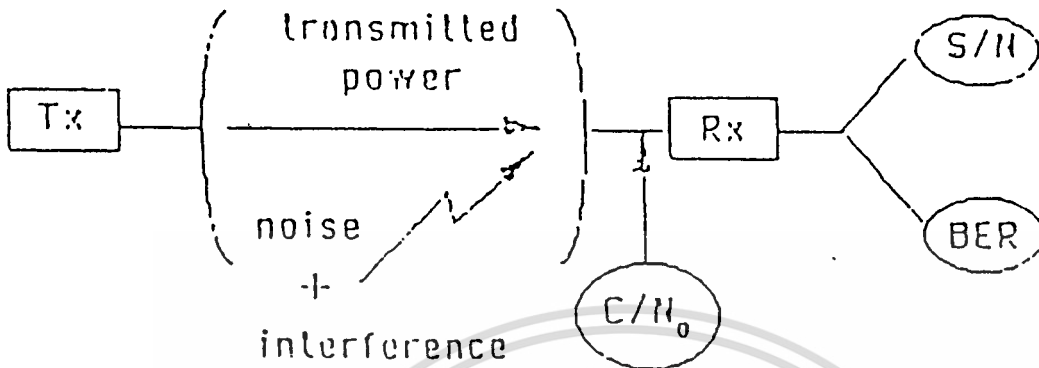 transmitted
power
Tx
noise
+
interference
Rx
C/N₀
S/N
BER